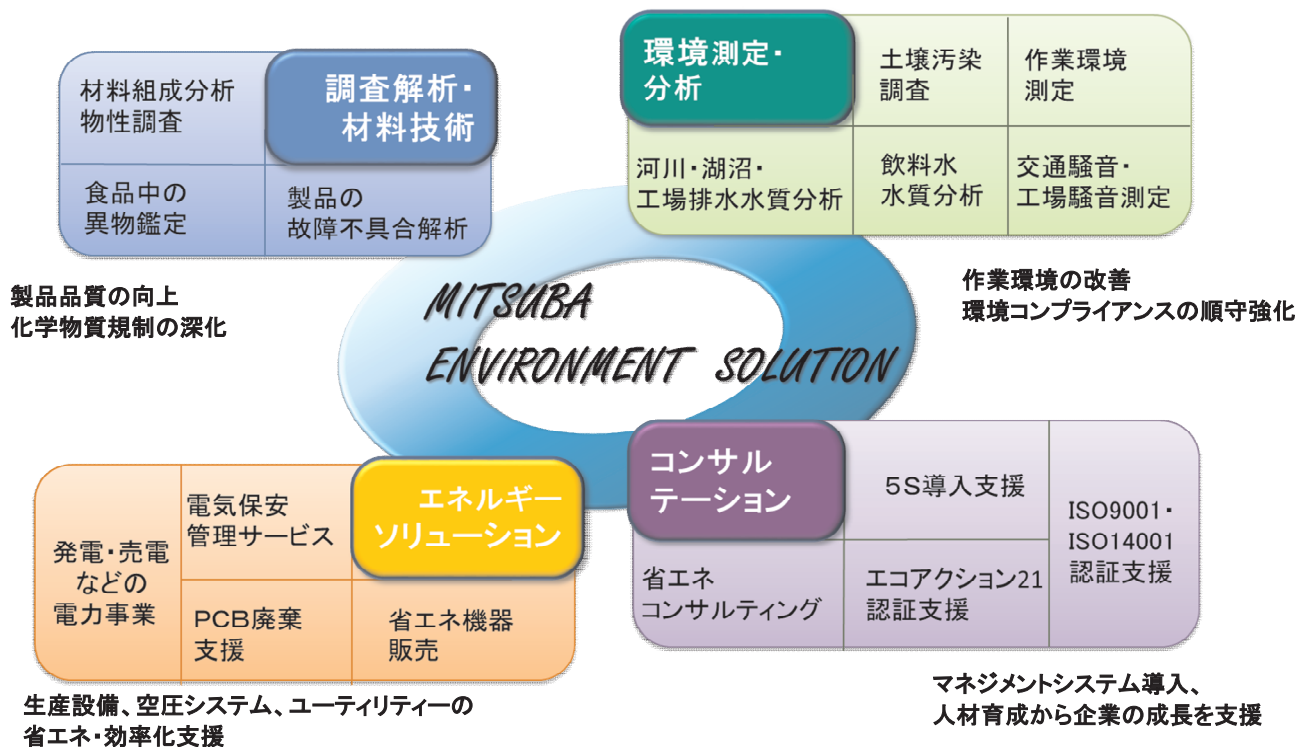 調査解析・
材料技術
材料組成分析
物性調査
食品中の
異物鑑定
製品の
故障不具合解析
製品品質の向上
化学物質規制の深化
環境測定・
分析
土壌汚染
調査
作業環境
測定
河川・湖沼・
工場排水水質分析
飲料水
水質分析
交通騒音・
工場騒音測定
作業環境の改善
環境コンプライアンスの順守強化
MITSUBA
ENVIRONMENT SOLUTION
エネルギー
ソリューション
発電・売電
などの
電力事業
電気保安
管理サービス
PCB廃棄
支援
省エネ機器
販売
生産設備、空圧システム、ユーティリティーの
省エネ・効率化支援
コンサル
テーション
5S導入支援
ISO9001・
ISO14001
認証支援
省エネ
コンサルティング
エコアクション21
認証支援
マネジメントシステム導入、
人材育成から企業の成長を支援